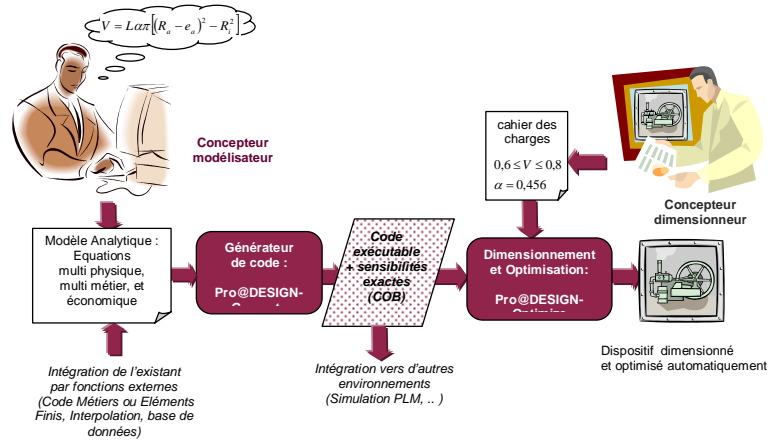 V = Lαπ[(R_a − e_a)² − R_i²]
Concepteur
modélisateur
cahier des
charges
0,6 ≤ V ≤ 0,8
α = 0,456
Concepteur
dimensionneur
Modèle Analytique :
Equations
multi physique,
multi métier, et
économique
Générateur
de code :
Pro@DESIGN-
Code
exécutable
+ sensibilités
exactes
(COB)
Dimensionnement
et Optimisation:
Pro@DESIGN-
Dispositif dimensionné
et optimisé automatiquement
Intégration de l'existant
par fonctions externes
(Code Métiers ou Eléments
Finis, Interpolation, base de
données)
Intégration vers d'autres
environnements
(Simulation PLM, .. )